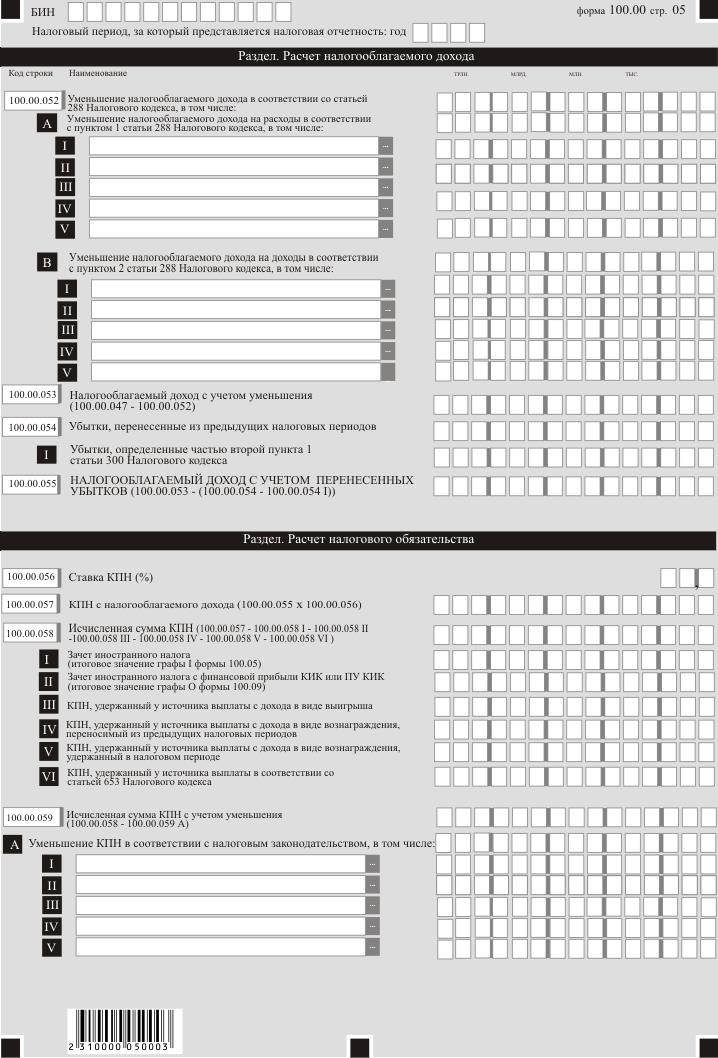 БИН
форма 100.00 стр. 05
Налоговый период, за который представляется налоговая отчетность: год
Раздел. Расчет налогооблагаемого дохода
Код строки Наименование трлн. млрд. млн. тыс.
100.00.052 Уменьшение налогооблагаемого дохода в соответствии со статьей
288 Налогового кодекса, в том числе:
A Уменьшение налогооблагаемого дохода на расходы в соответствии
с пунктом 1 статьи 288 Налогового кодекса, в том числе:
I ...
II ...
III ...
IV ...
V ...
B Уменьшение налогооблагаемого дохода на доходы в соответствии
с пунктом 2 статьи 288 Налогового кодекса, в том числе:
I ...
II ...
III ...
IV ...
V ...
100.00.053 Налогооблагаемый доход с учетом уменьшения
(100.00.047 - 100.00.052)
100.00.054 Убытки, перенесенные из предыдущих налоговых периодов
I Убытки, определенные частью второй пункта 1
статьи 300 Налогового кодекса
100.00.055 НАЛОГООБЛАГАЕМЫЙ ДОХОД С УЧЕТОМ ПЕРЕНЕСЕННЫХ
УБЫТКОВ (100.00.053 - (100.00.054 - 100.00.054 I))
Раздел. Расчет налогового обязательства
100.00.056 Ставка КПН (%) ,
100.00.057 КПН с налогооблагаемого дохода (100.00.055 х 100.00.056)
100.00.058 Исчисленная сумма КПН (100.00.057 - 100.00.058 I - 100.00.058 II
-100.00.058 III - 100.00.058 IV - 100.00.058 V - 100.00.058 VI )
I Зачет иностранного налога
(итоговое значение графы I формы 100.05)
II Зачет иностранного налога с финансовой прибыли КИК или ПУ КИК
(итоговое значение графы О формы 100.09)
III КПН, удержанный у источника выплаты с дохода в виде выигрыша
IV КПН, удержанный у источника выплаты с дохода в виде вознаграждения,
переносимый из предыдущих налоговых периодов
V КПН, удержанный у источника выплаты с дохода в виде вознаграждения,
удержанный в налоговом периоде
VI КПН, удержанный у источника выплаты в соответствии со
статьей 653 Налогового кодекса
100.00.059 Исчисленная сумма КПН с учетом уменьшения
(100.00.058 - 100.00.059 А)
A Уменьшение КПН в соответствии с налоговым законодательством, в том числе:
I ...
II ...
III ...
IV ...
V ...
2 310000 050003